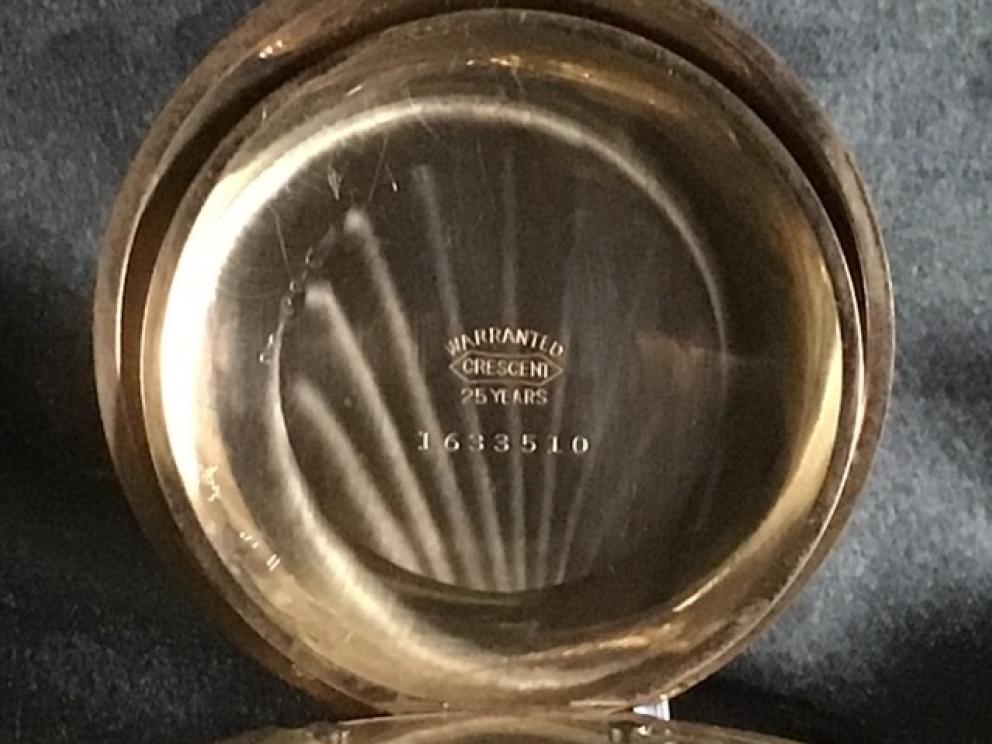 WARRANTED
CRESCENT
25 YEARS
1633510